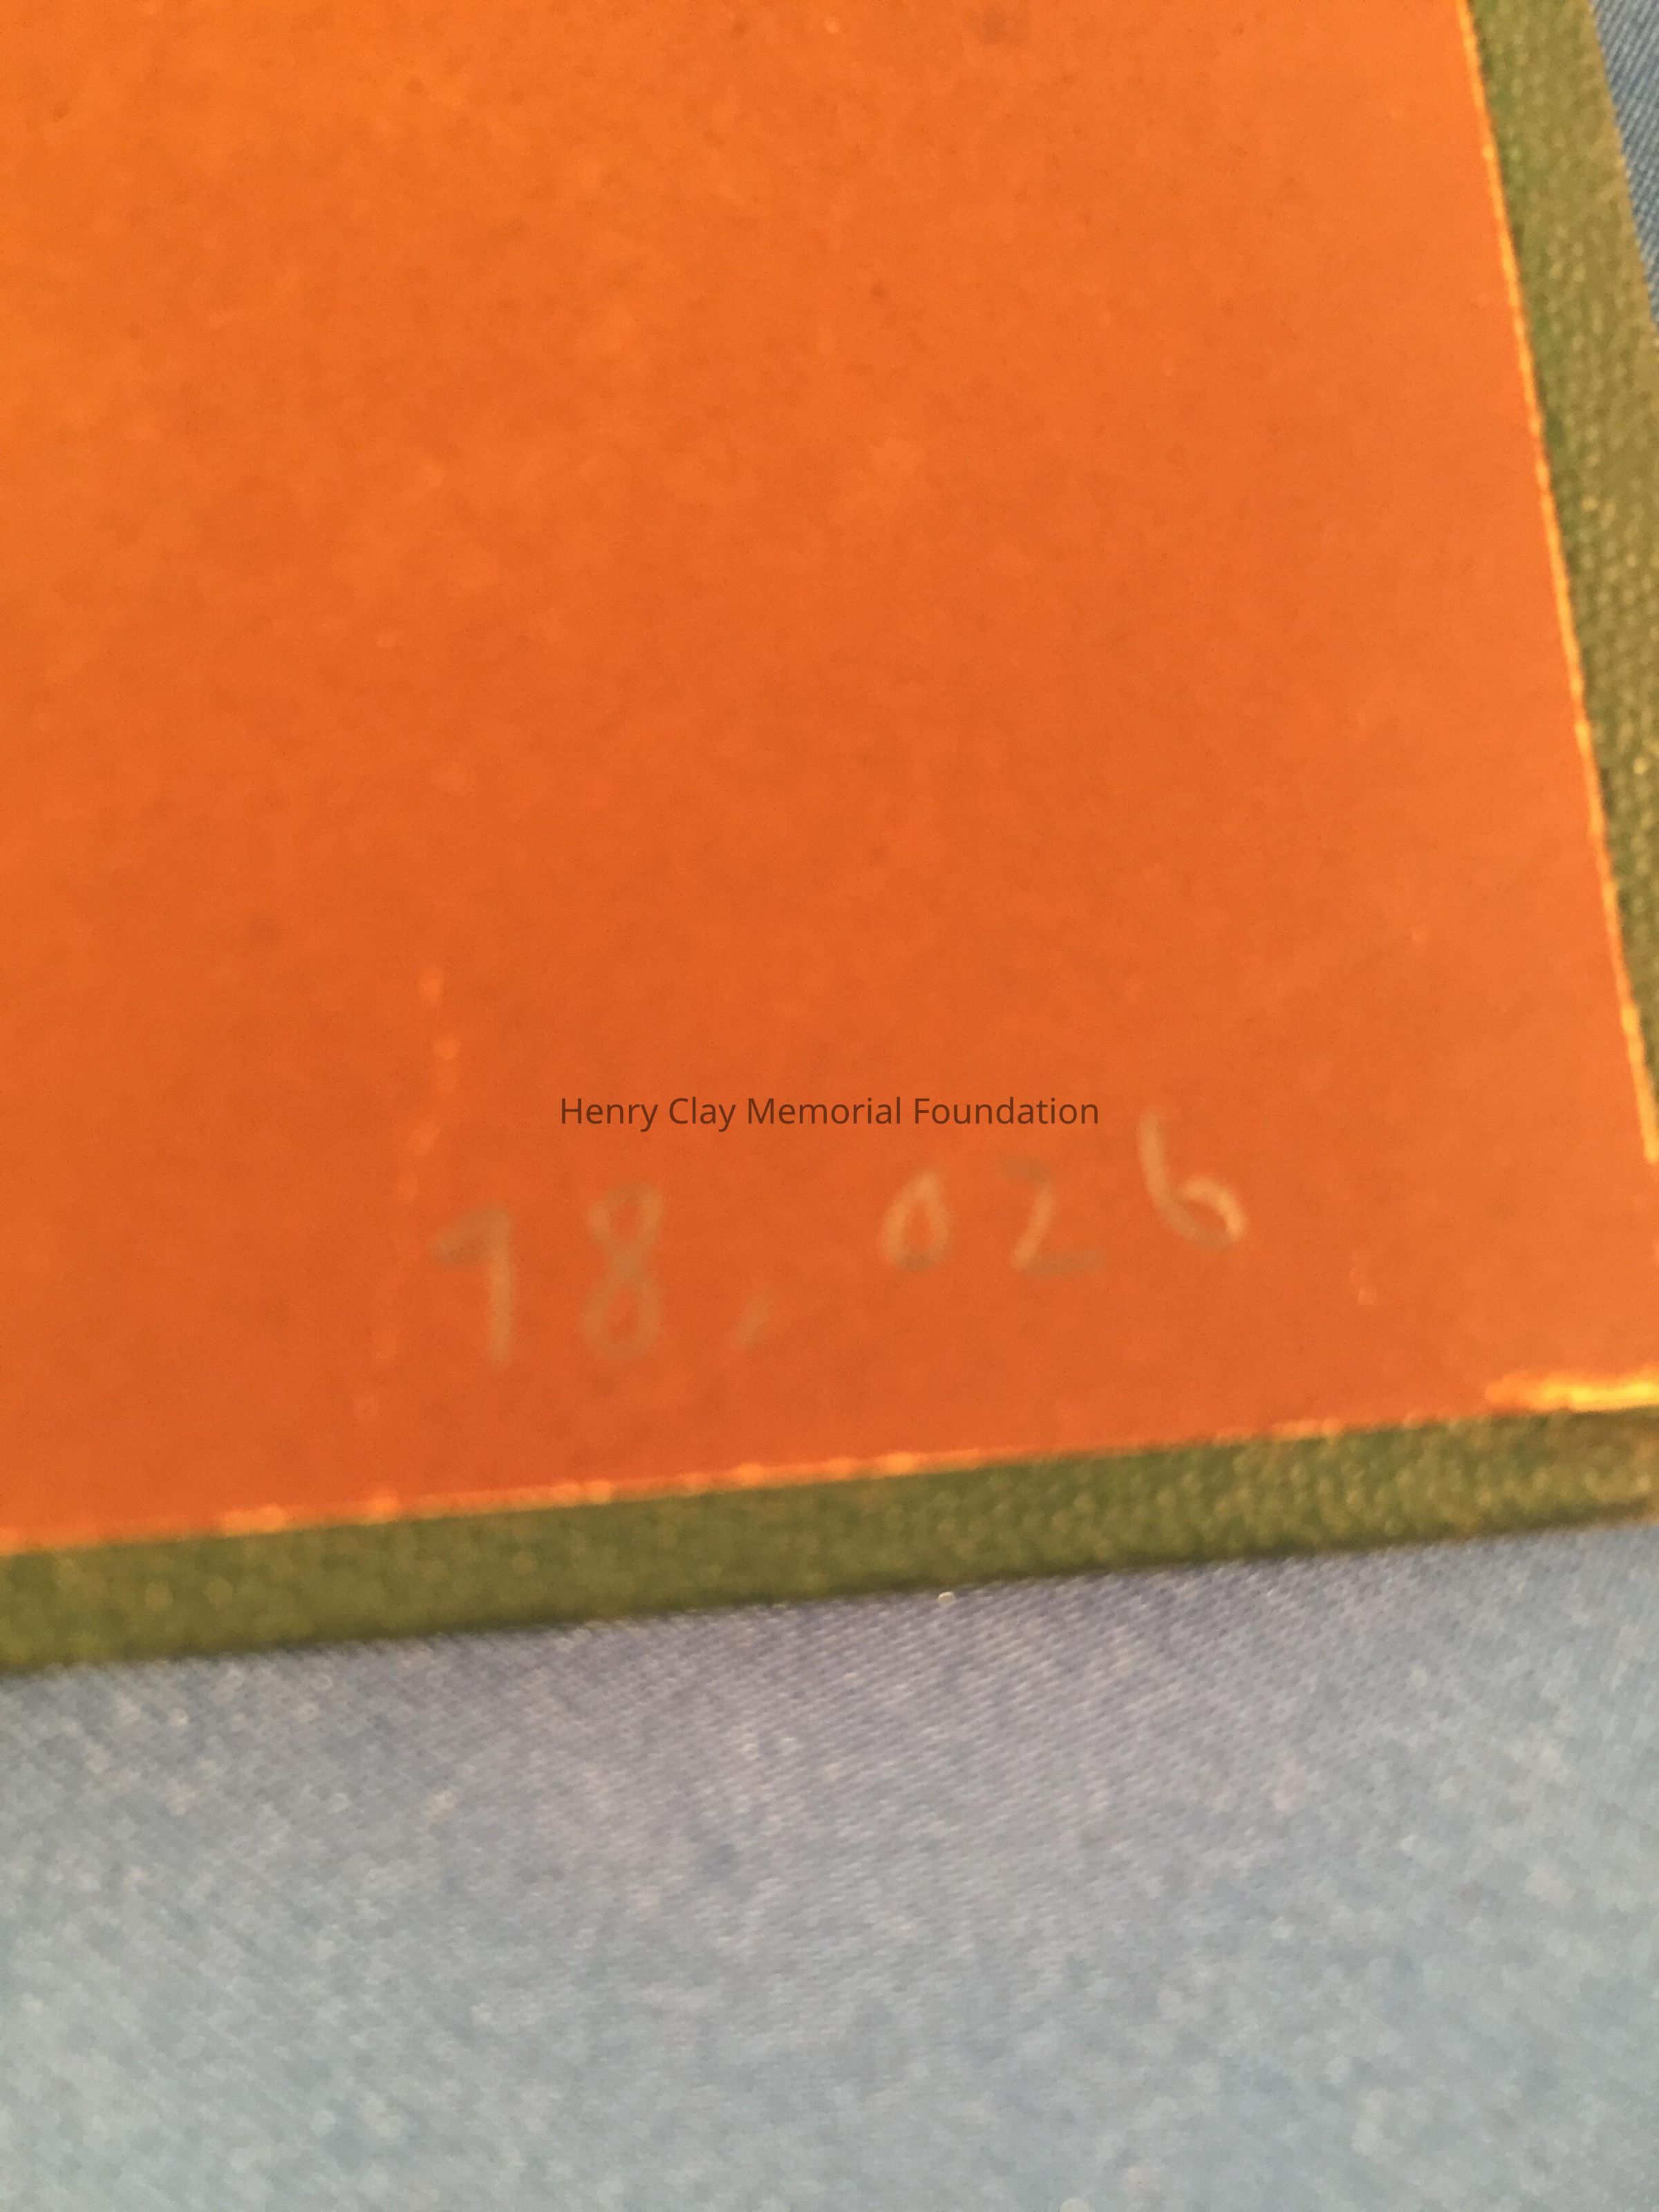 Henry Clay Memorial Foundation
98. 026